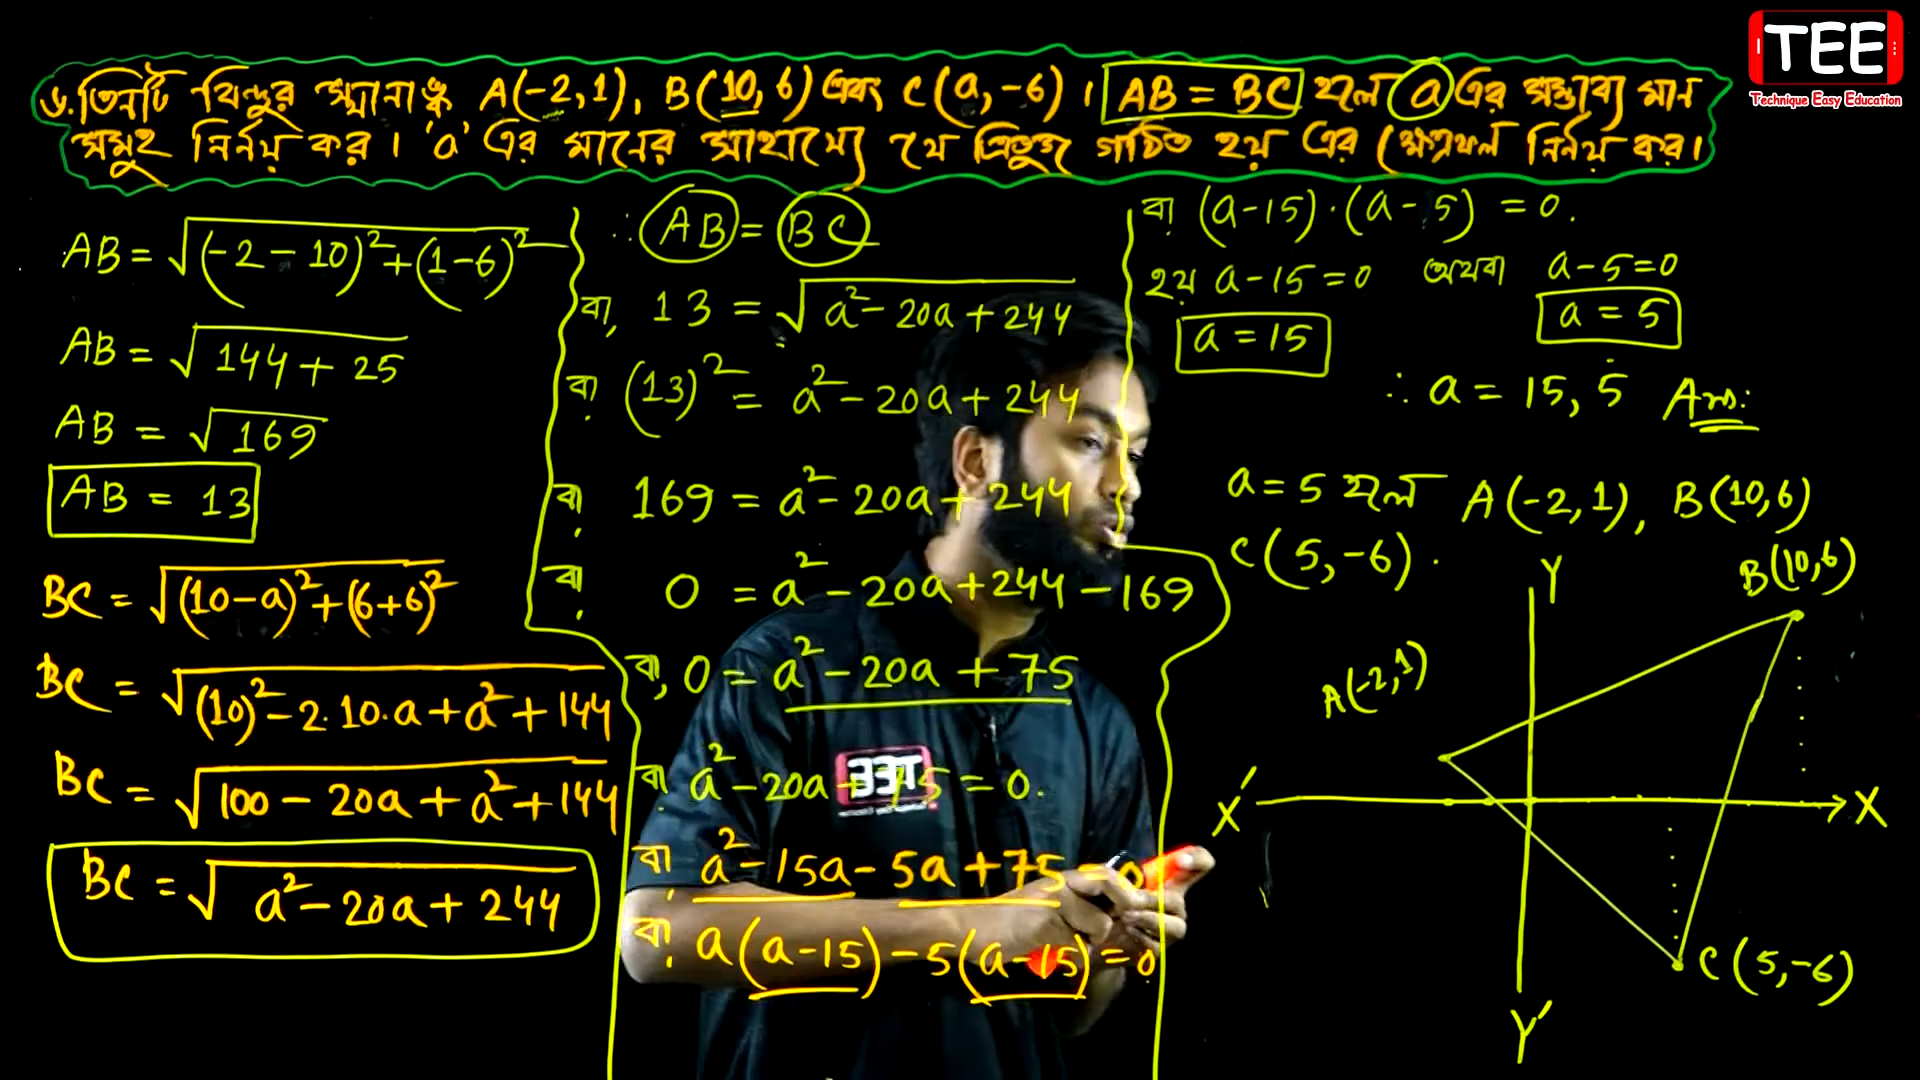 TEE
Technique Easy Education
৬. তিনটি বিন্দুর স্থানাঙ্ক A(-2,1), B(10,6) এবং C(a,-6) । AB = BC হলে a এর সম্ভাব্য মান
সমূহ নির্নয় কর । 'a' এর মানের সাহায্যে যে ত্রিভুজ গঠিত হয় এর ক্ষেত্রফল নির্নয় কর।
AB = √(-2-10)²+(1-6)²
AB = √144 + 25
AB = √169
AB = 13
BC = √(10-a)²+(6+6)²
BC = √(10)²-2.10.a+a²+144
BC = √100-20a+a²+144
BC = √a²-20a+244
∴ AB = BC
বা, 13 = √a²-20a+244
বা, (13)² = a²-20a+244
বা, 169 = a²-20a+244
বা, 0 = a²-20a+244-169
বা, 0 = a²-20a+75
বা, a²-20a+75=0.
বা, a²-15a-5a+75=0
বা, a(a-15)-5(a-15)=0
বা (a-15).(a-5) = 0.
হয় a-15=0 অথবা a-5=0
a = 15 a = 5
∴ a = 15, 5 Ans:
a = 5 হলে A(-2,1), B(10,6)
C(5,-6).
Y
B(10,6)
A(-2,1)
X′ X
C(5,-6)
Y′